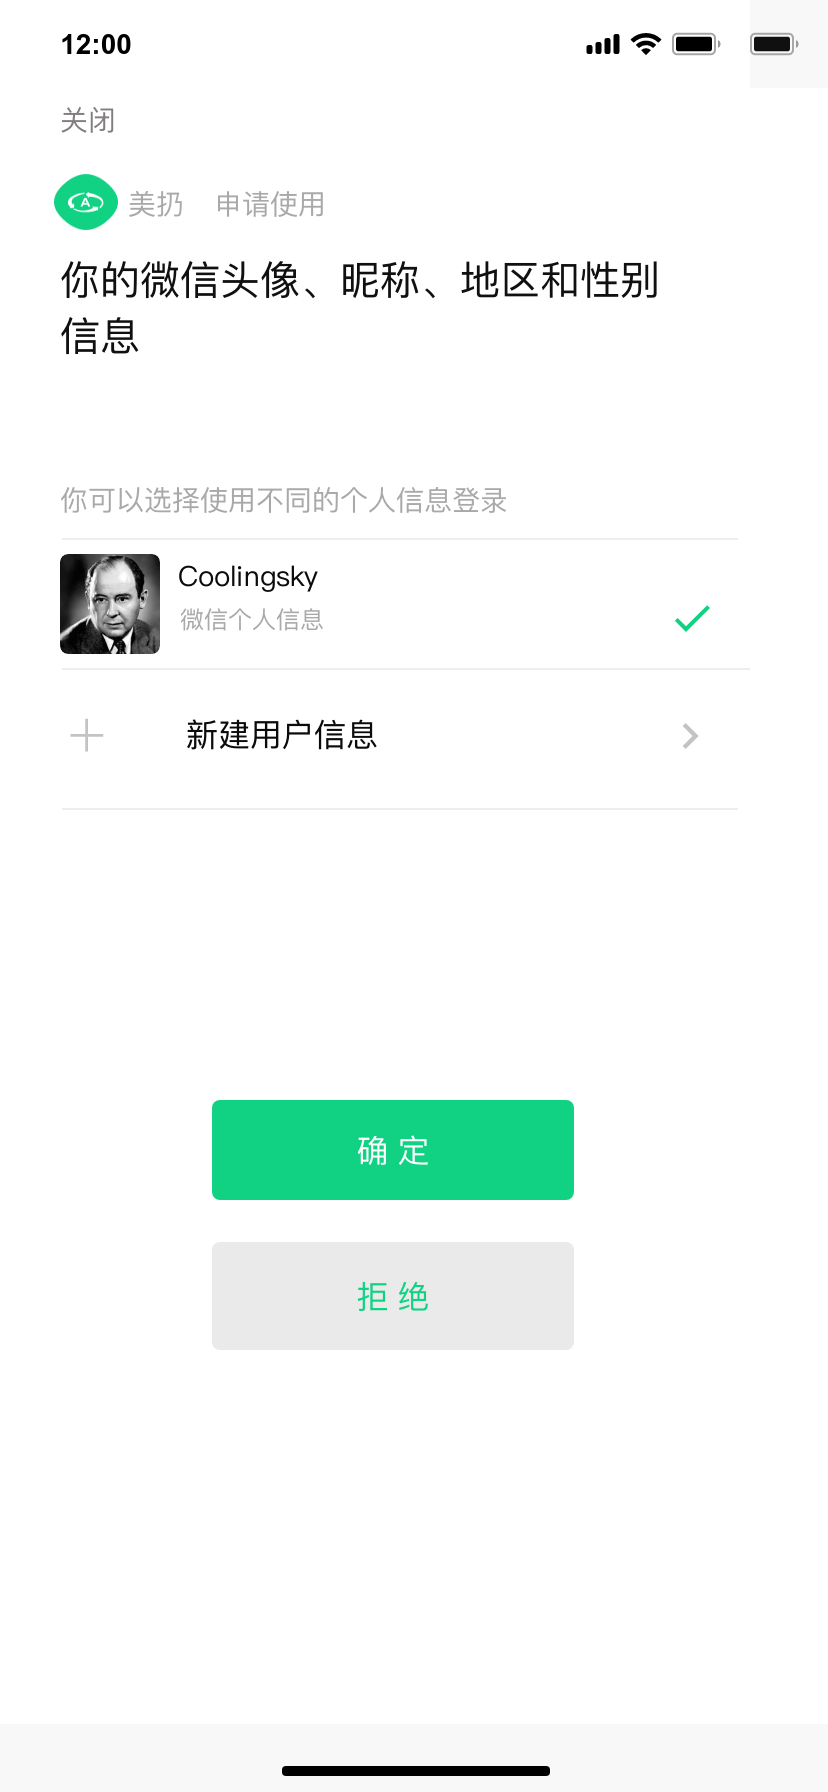 12:00
关闭
A
美扔 申请使用
你的微信头像、昵称、地区和性别
信息
你可以选择使用不同的个人信息登录
Coolingsky
微信个人信息
新建用户信息
确 定
拒 绝